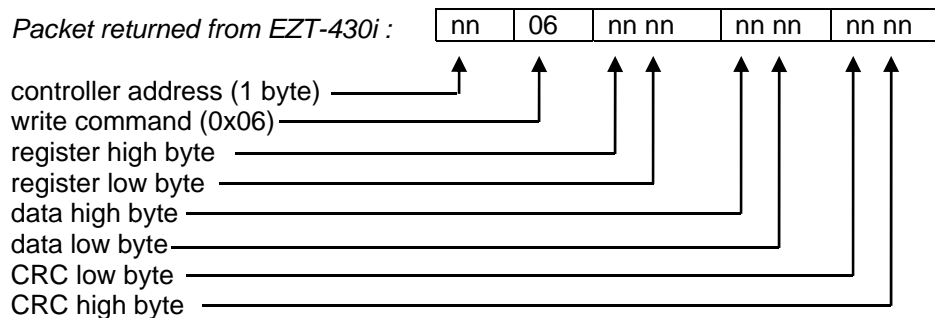 Packet returned from EZT-430i : nn 06 nn nn nn nn nn nn
controller address (1 byte)
write command (0x06)
register high byte
register low byte
data high byte
data low byte
CRC low byte
CRC high byte